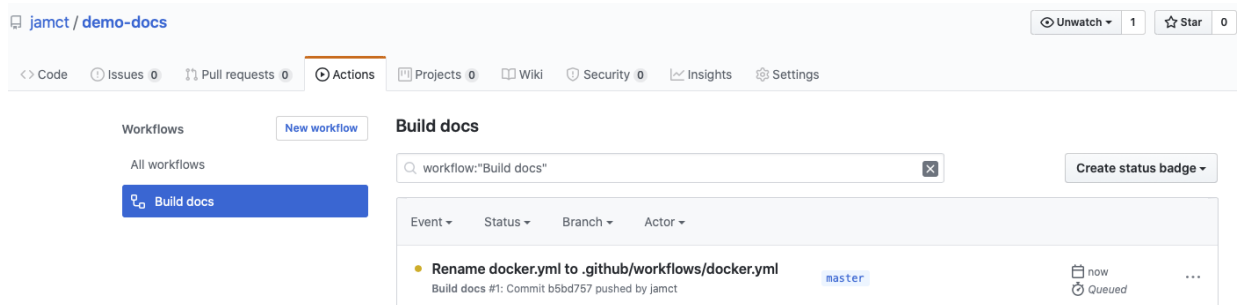 jamct / demo-docs
Unwatch 1 Star 0
Code Issues 0 Pull requests 0 Actions Projects 0 Wiki Security 0 Insights Settings
Workflows New workflow
All workflows
Build docs
Build docs
workflow:"Build docs"
Create status badge
Event Status Branch Actor
Rename docker.yml to .github/workflows/docker.yml
Build docs #1: Commit b5bd757 pushed by jamct
master
now
Queued